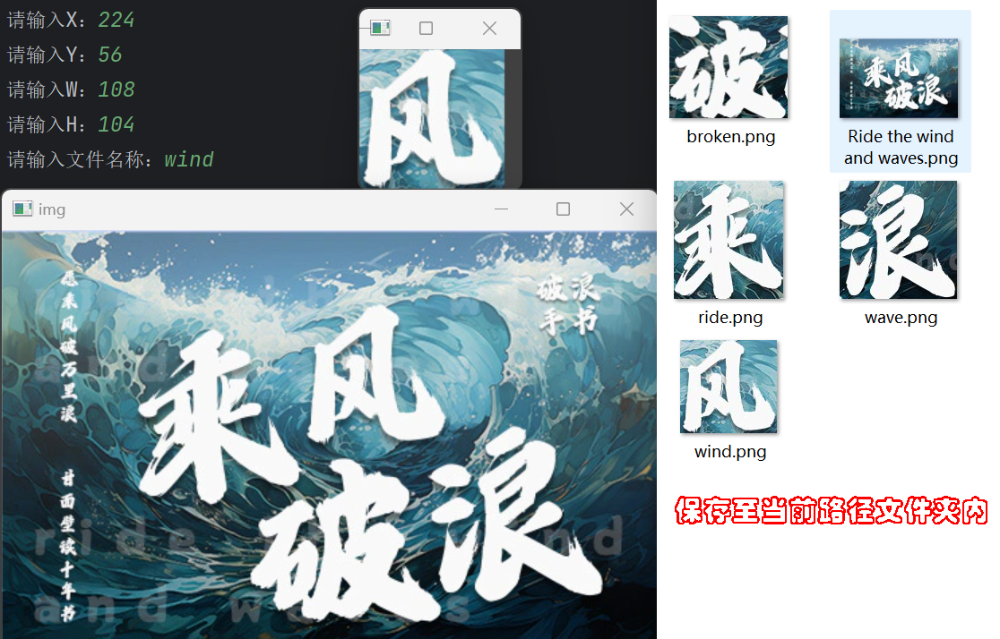 请输入X：224
请输入Y：56
请输入W：108
请输入H：104
请输入文件名称：wind
风
img
愿乘风破万里浪
甘面壁读十年书
乘风
破浪
破浪
手书
ride the wind
and waves
破
broken.png
乘风
破浪
Ride the wind
and waves.png
乘
ride.png
浪
wave.png
风
wind.png
保存至当前路径文件夹内